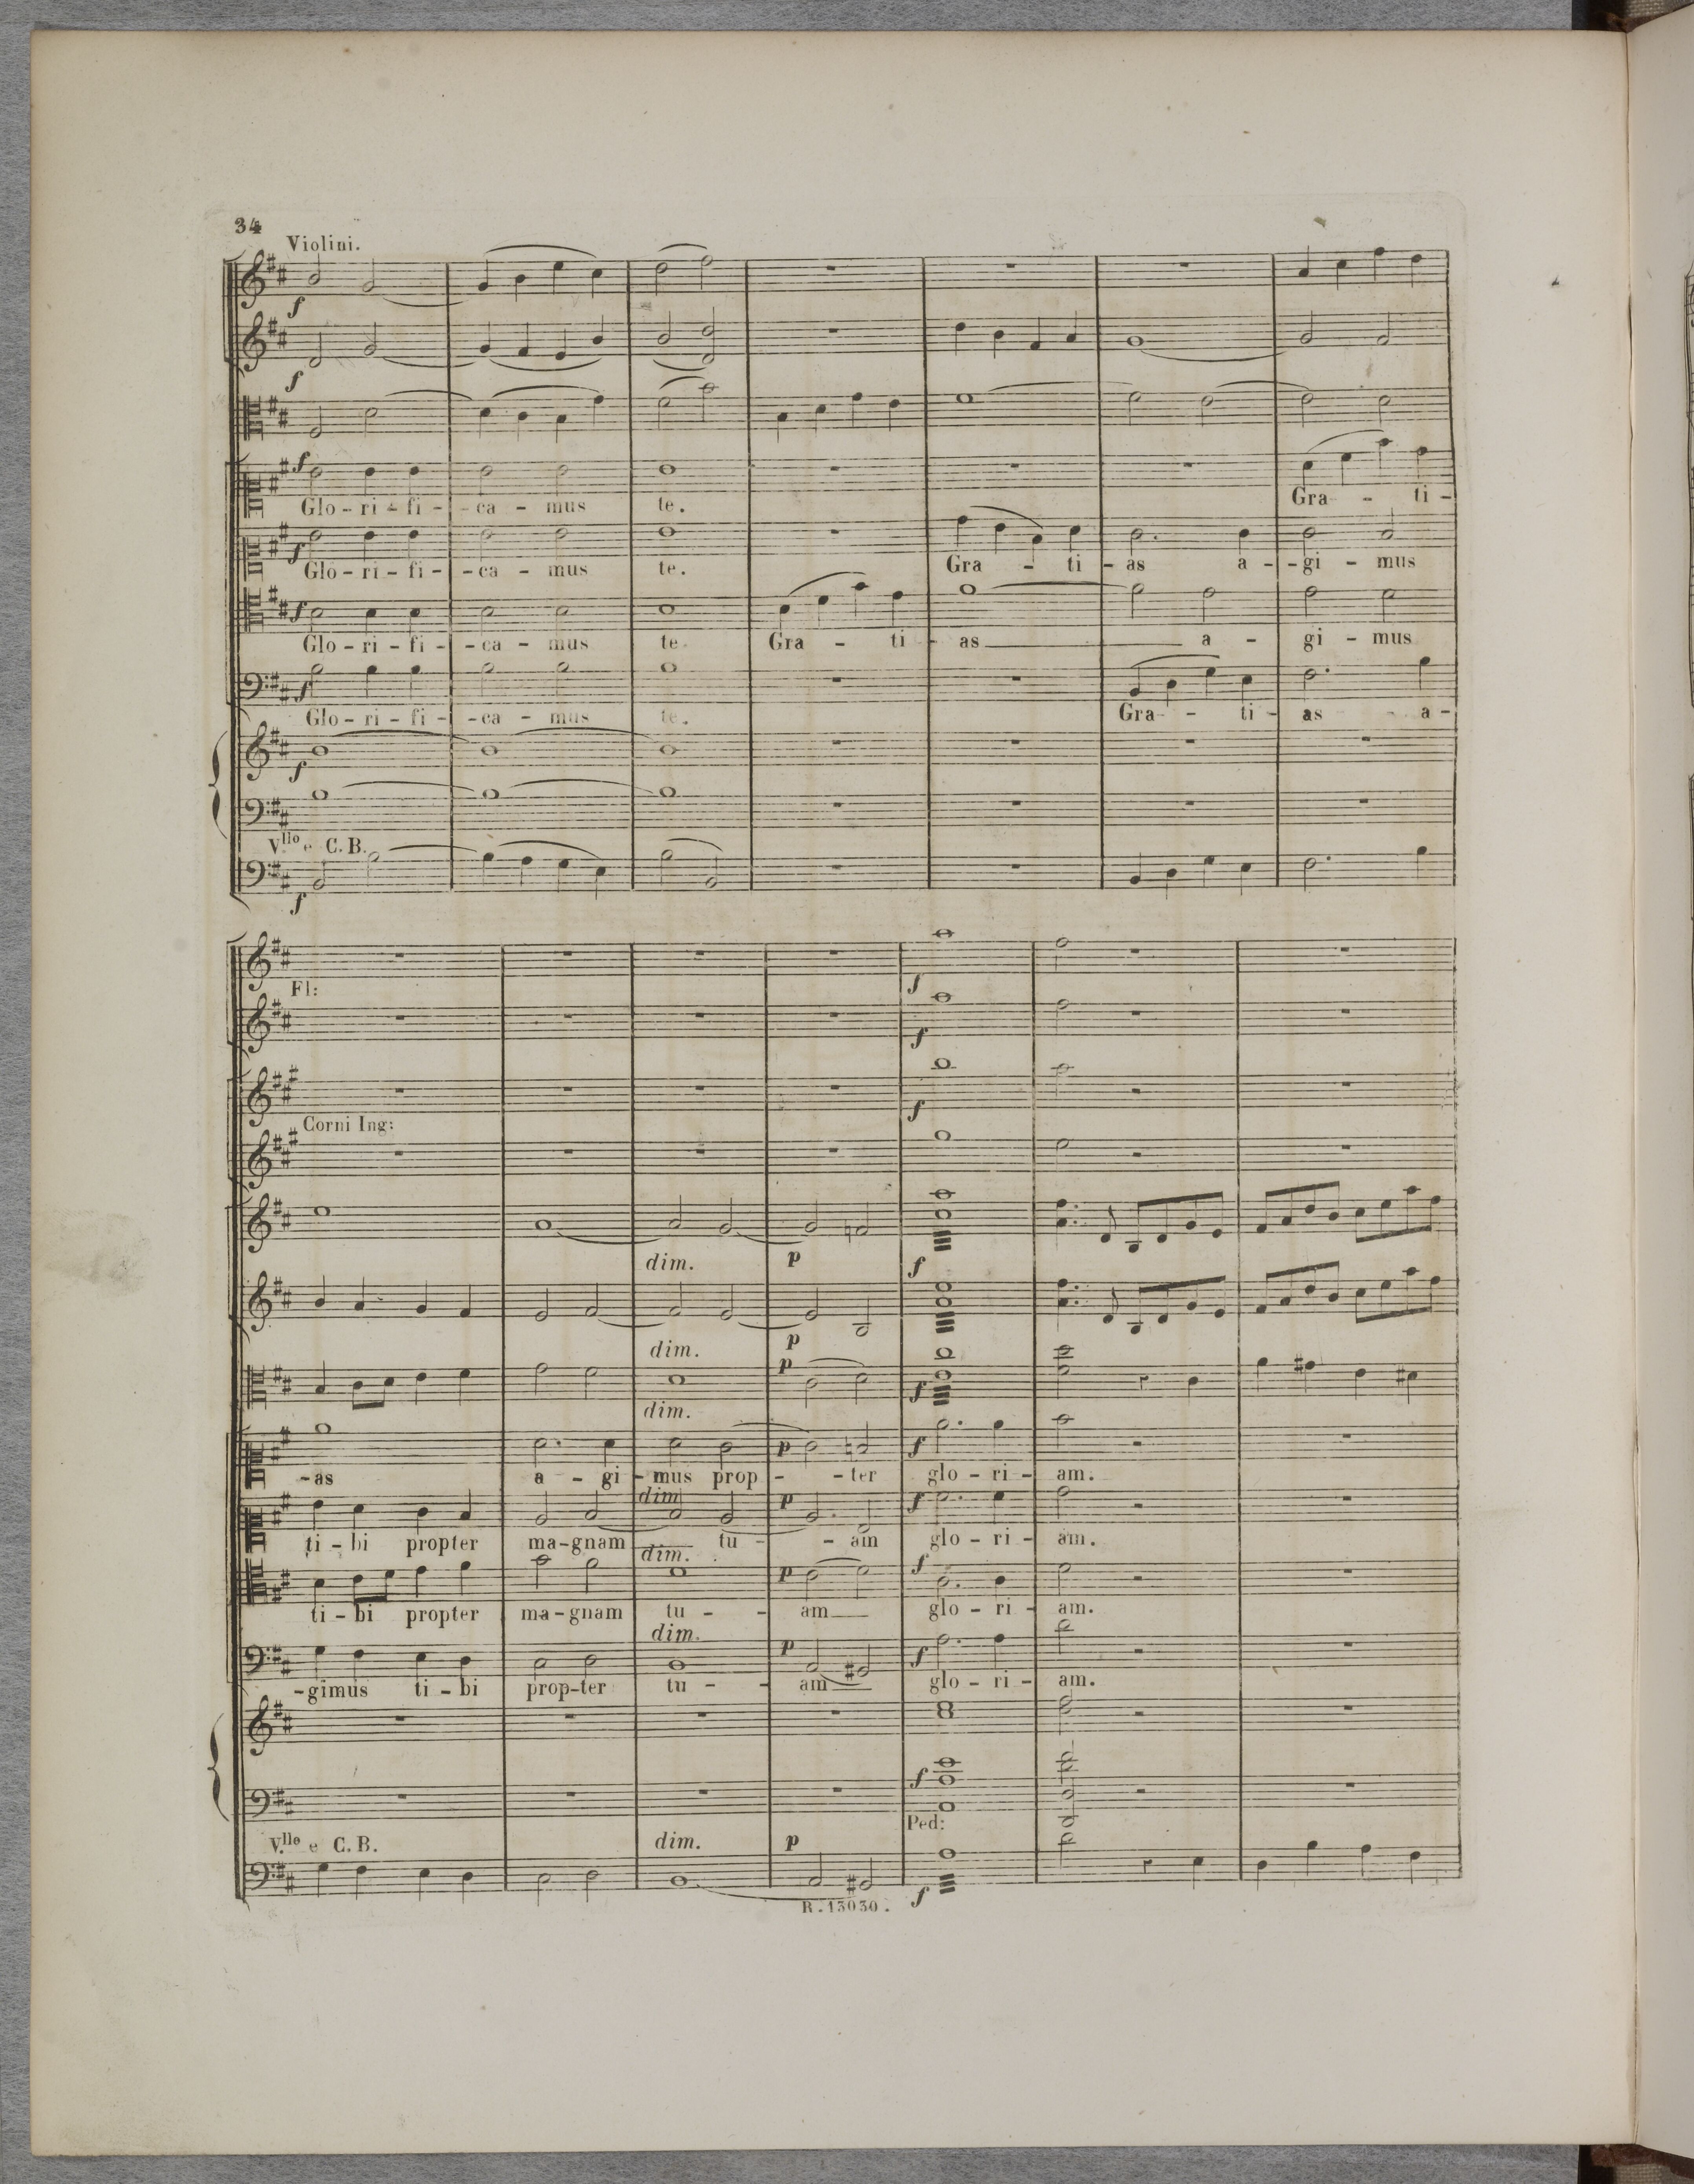 34
Violini.
f
f
f
Glo - ri - fi - - ca - mus te. Gra - ti -
f
Glo - ri - fi - - ca - mus te. Gra - ti - as a - - gi - mus
f
Glo - ri - fi - - ca - mus te. Gra - ti - as a - gi - mus
f
Glo - ri - fi - - ca - mus te. Gra - ti - as a -
f
Vllo e C. B.
f
Fl:
f
f
f
Corni Ing:
dim. p f
dim. p
p
dim. f
p f
- as a - gi - mus prop - - ter glo - ri - am.
dim. p f
ti - bi propter ma - gnam tu - - am glo - ri - am.
dim. p f
ti - bi propter ma - gnam tu - - am glo - ri - am.
dim. p f
- gimus ti - bi prop - ter tu - - am glo - ri - am.
f
Ped:
Vllo e C. B. dim. p
f
R. 13030.